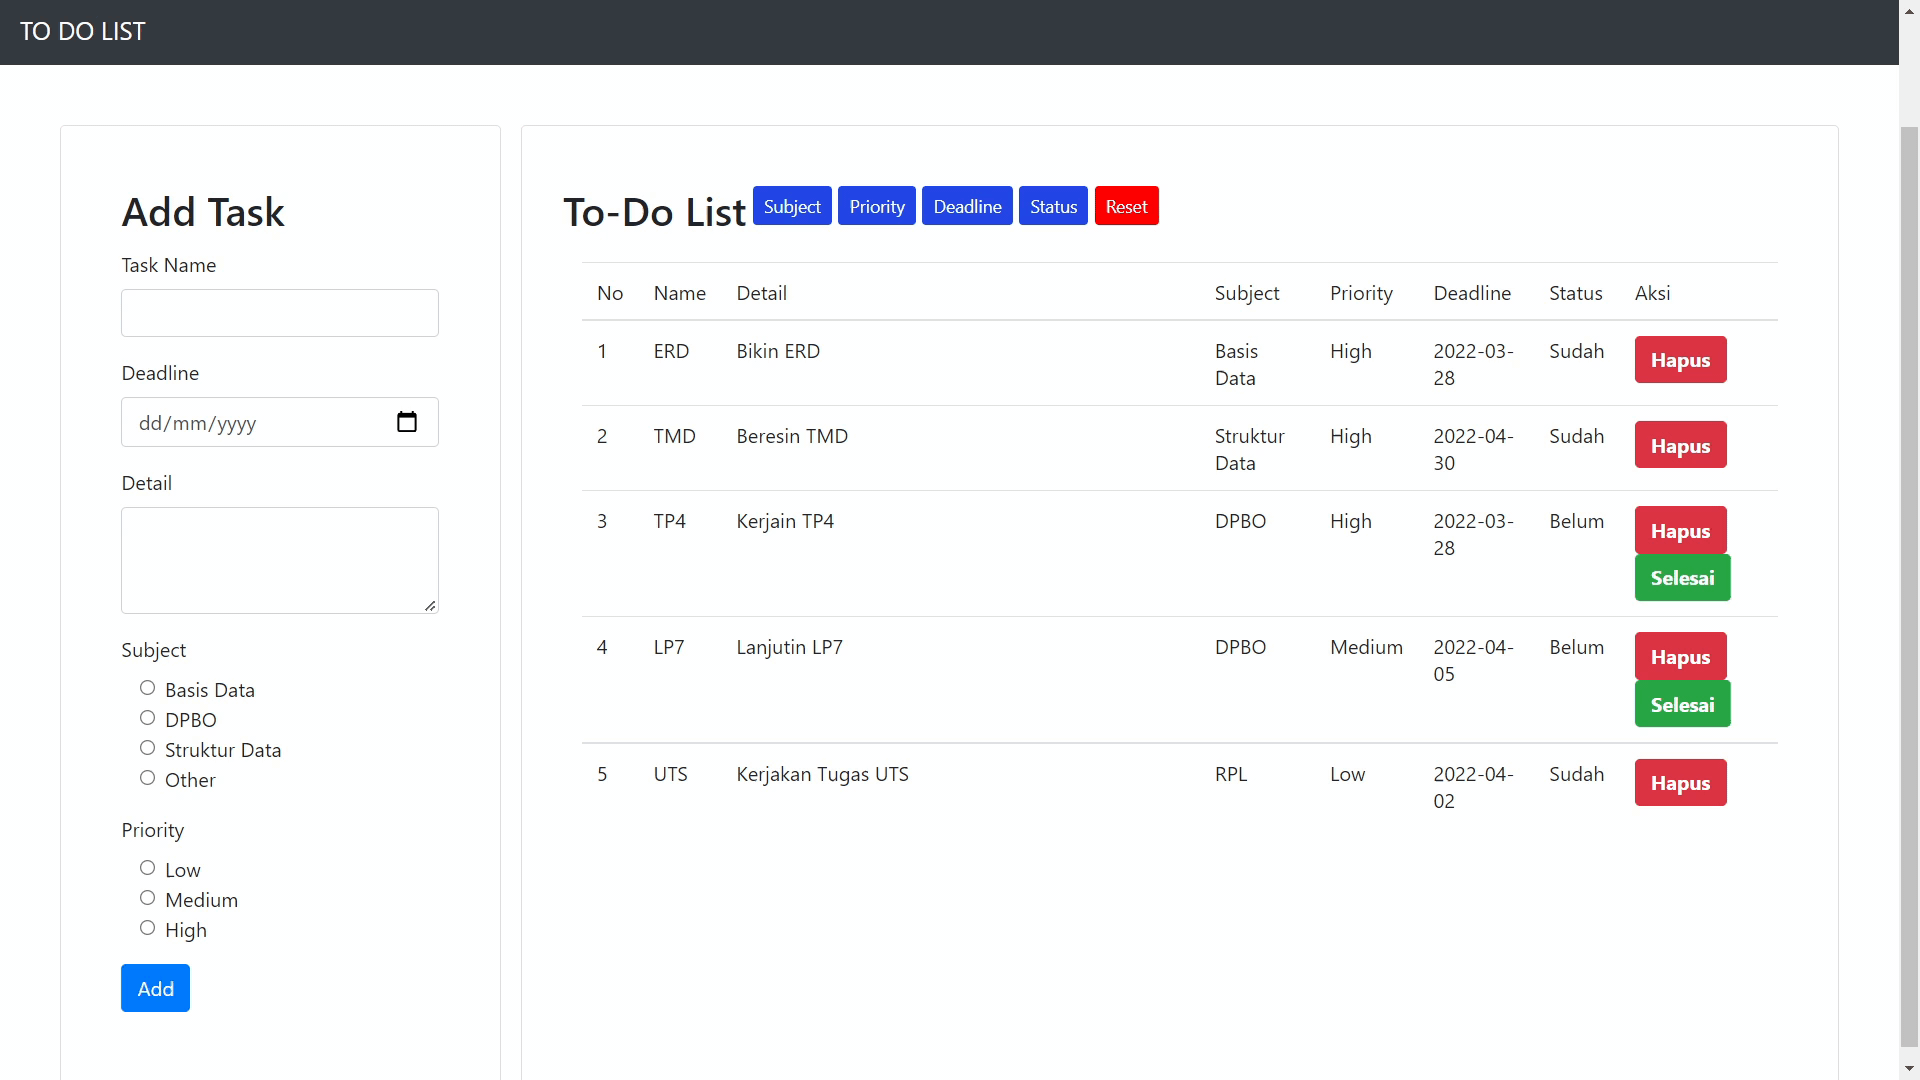 TO DO LIST
Add Task
Task Name
Deadline
dd/mm/yyyy
Detail
Subject
Basis Data
DPBO
Struktur Data
Other
Priority
Low
Medium
High
Add
To-Do List Subject Priority Deadline Status Reset
No Name Detail Subject Priority Deadline Status Aksi
1 ERD Bikin ERD Basis High 2022-03- Sudah Hapus
Data 28
2 TMD Beresin TMD Struktur High 2022-04- Sudah Hapus
Data 30
3 TP4 Kerjain TP4 DPBO High 2022-03- Belum Hapus
28 Selesai
4 LP7 Lanjutin LP7 DPBO Medium 2022-04- Belum Hapus
05 Selesai
5 UTS Kerjakan Tugas UTS RPL Low 2022-04- Sudah Hapus
02